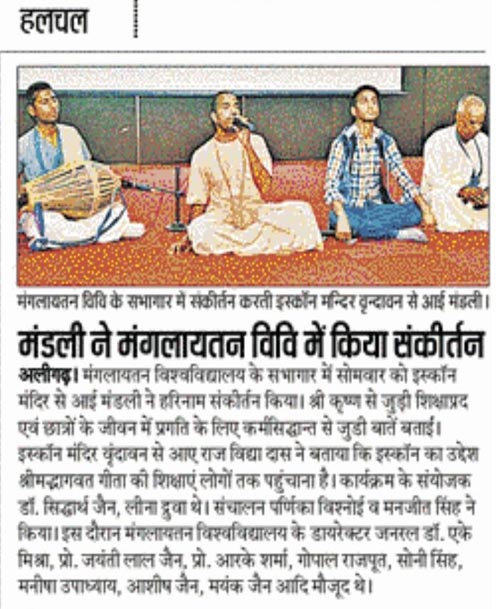 हलचल
मंगलायतन विवि के सभागार में संकीर्तन करती इस्कॉन मन्दिर वृन्दावन से आई मंडली।
मंडली ने मंगलायतन विवि में किया संकीर्तन
अलीगढ़। मंगलायतन विश्वविद्यालय के सभागार में सोमवार को इस्कॉन
मंदिर से आई मंडली ने हरिनाम संकीर्तन किया। श्री कृष्ण से जुड़ी शिक्षाप्रद
एवं छात्रों के जीवन में प्रगति के लिए कर्मसिद्धान्त से जुडी बातें बताई।
इस्कॉन मंदिर वृंदावन से आए राज विद्या दास ने बताया कि इस्कॉन का उद्देश
श्रीमद्भागवत गीता की शिक्षाएं लोगों तक पहुंचाना है। कार्यक्रम के संयोजक
डॉ. सिद्धार्थ जैन, लीना द्रुवा थे। संचालन पर्णिका विश्नोई व मनजीत सिंह ने
किया। इस दौरान मंगलायतन विश्वविद्यालय के डायरेक्टर जनरल डॉ. एके
मिश्रा, प्रो. जयंती लाल जैन, प्रो. आरके शर्मा, गोपाल राजपूत, सोनी सिंह,
मनीषा उपाध्याय, आशीष जैन, मयंक जैन आदि मौजूद थे।